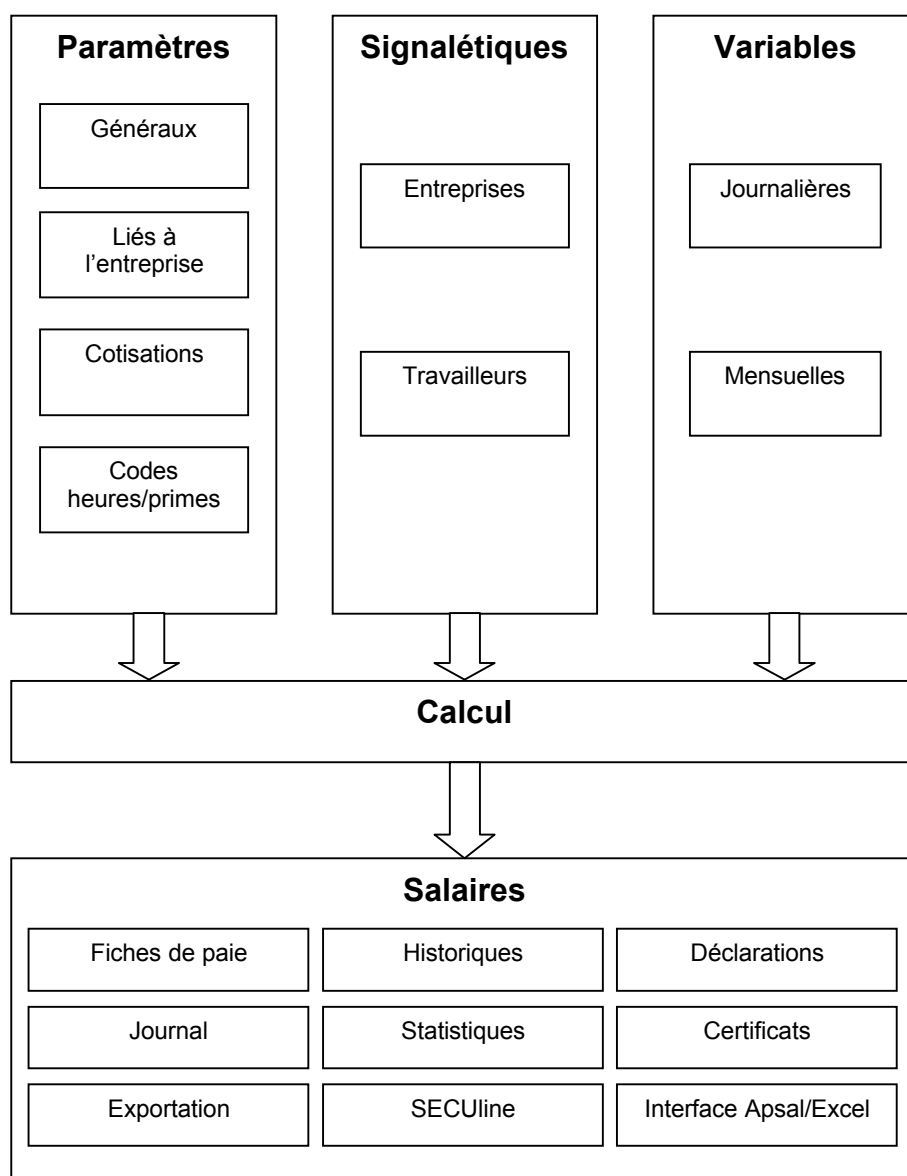 Paramètres
Généraux
Liés à
l’entreprise
Cotisations
Codes
heures/primes
Signalétiques
Entreprises
Travailleurs
Variables
Journalières
Mensuelles
Calcul
Salaires
Fiches de paie
Historiques
Déclarations
Journal
Statistiques
Certificats
Exportation
SECUline
Interface Apsal/Excel